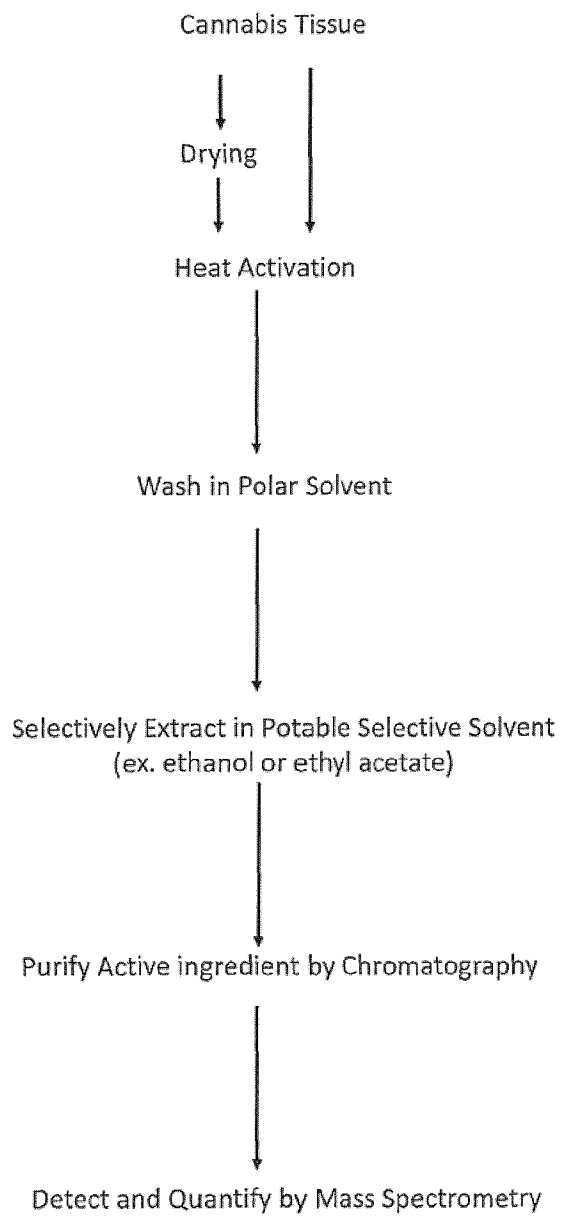 Cannabis Tissue
Drying
Heat Activation
Wash in Polar Solvent
Selectively Extract in Potable Selective Solvent
(ex. ethanol or ethyl acetate)
Purify Active ingredient by Chromatography
Detect and Quantify by Mass Spectrometry